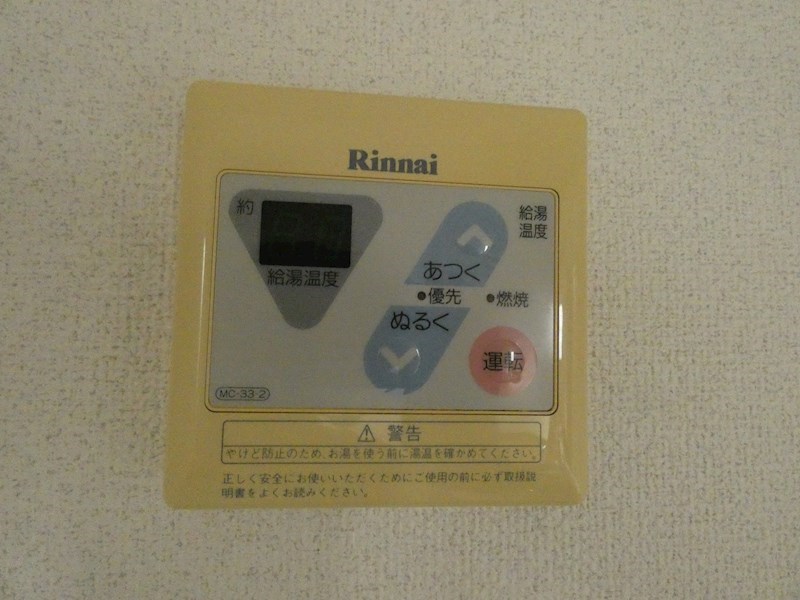 Rinnai
約
給湯温度
給湯
温度
あつく
優先
燃焼
ぬるく
運転
MC-33-2
⚠ 警告
やけど防止のため、お湯を使う前に湯温を確かめてください。
正しく安全にお使いいただくためにご使用の前に必ず取扱説
明書をよくお読みください。